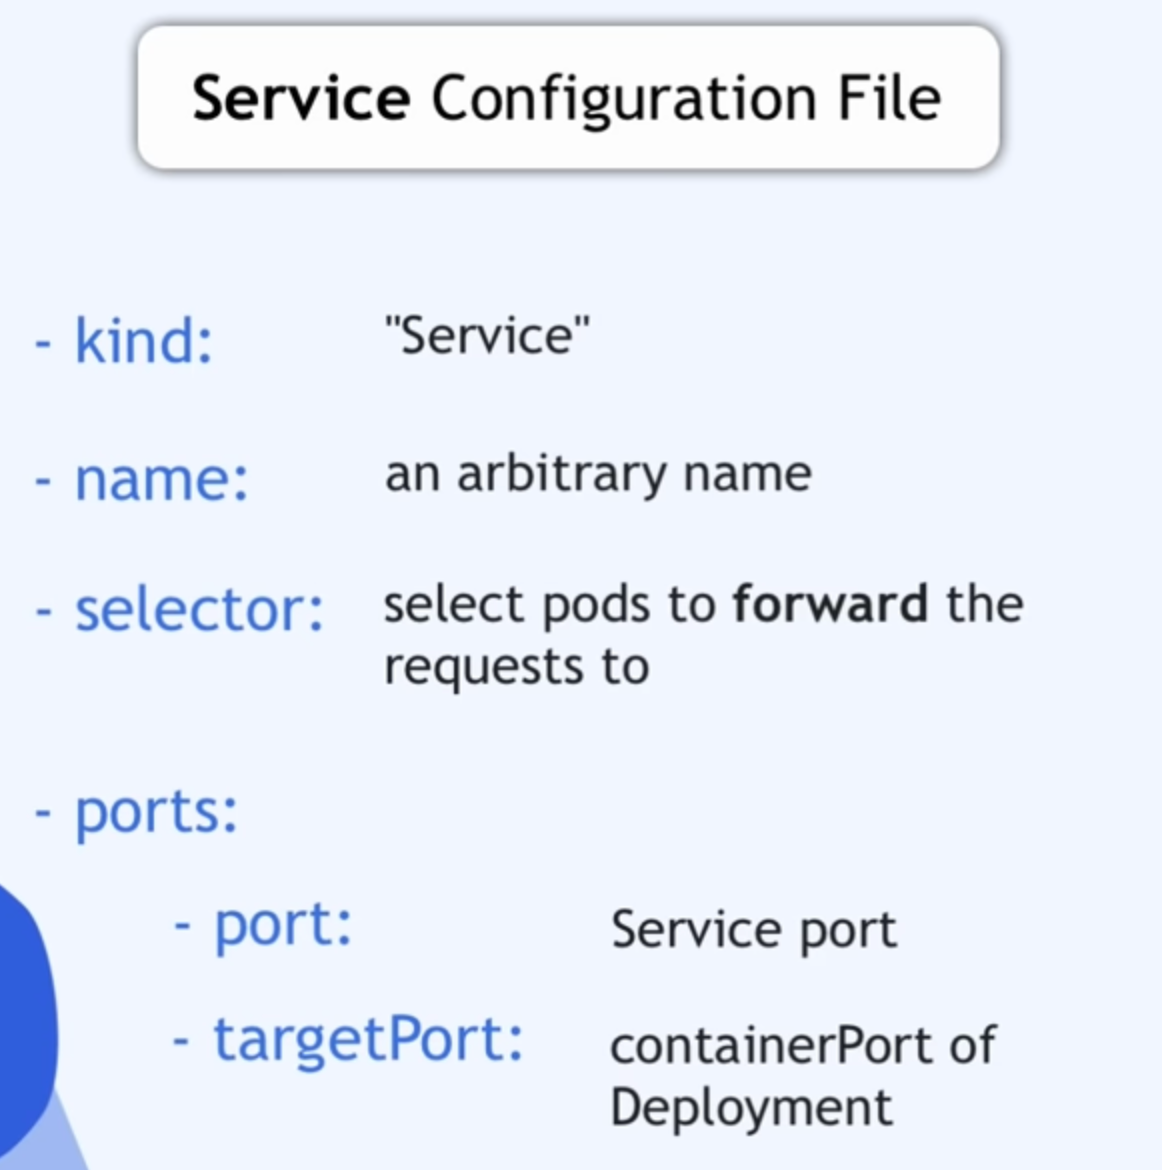 Service Configuration File
- kind: "Service"
- name: an arbitrary name
- selector: select pods to forward the
requests to
- ports:
- port: Service port
- targetPort: containerPort of
Deployment